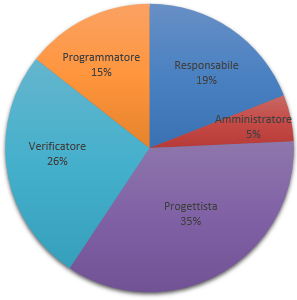 Programmatore
15%
Responsabile
19%
Amministratore
5%
Verificatore
26%
Progettista
35%